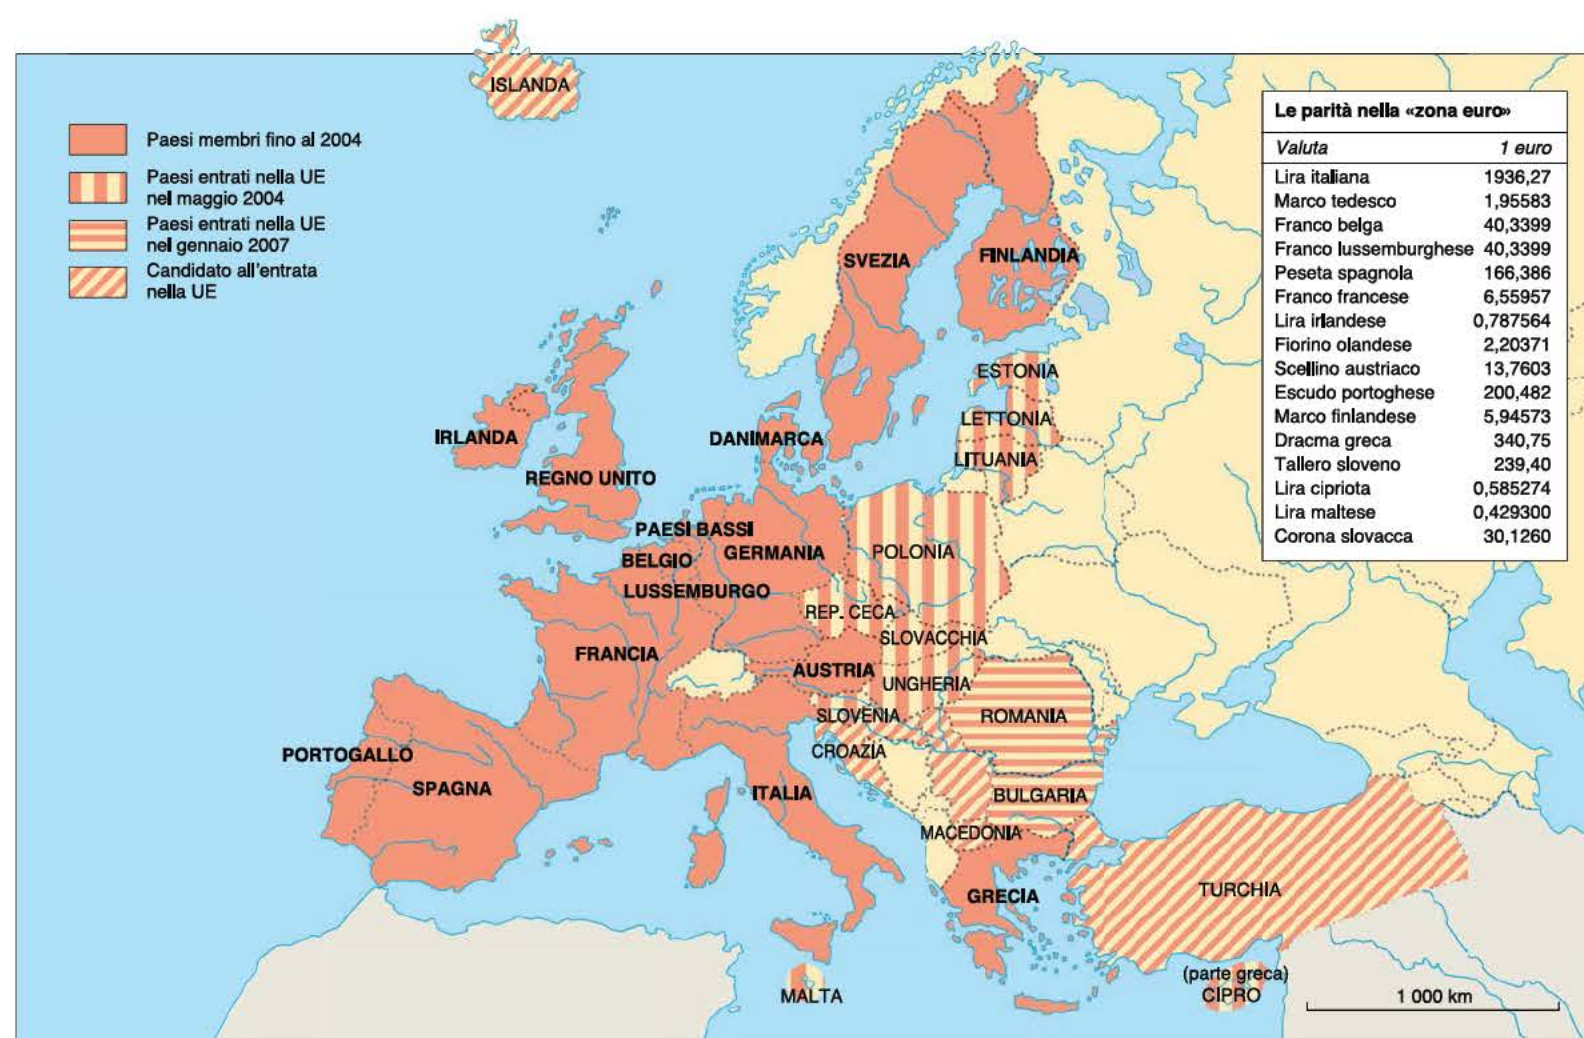 ISLANDA
Paesi membri fino al 2004
Paesi entrati nella UE
nel maggio 2004
Paesi entrati nella UE
nel gennaio 2007
Candidato all'entrata
nella UE
Le parità nella «zona euro»
Valuta 1 euro
Lira italiana 1936,27
Marco tedesco 1,95583
Franco belga 40,3399
Franco lussemburghese 40,3399
Peseta spagnola 166,386
Franco francese 6,55957
Lira irlandese 0,787564
Fiorino olandese 2,20371
Scellino austriaco 13,7603
Escudo portoghese 200,482
Marco finlandese 5,94573
Dracma greca 340,75
Tallero sloveno 239,40
Lira cipriota 0,585274
Lira maltese 0,429300
Corona slovacca 30,1260
SVEZIA
FINLANDIA
ESTONIA
LETTONIA
LITUANIA
IRLANDA
DANIMARCA
REGNO UNITO
PAESI BASSI
BELGIO
GERMANIA
POLONIA
LUSSEMBURGO
REP. CECA
SLOVACCHIA
FRANCIA
AUSTRIA
UNGHERIA
SLOVENIA
ROMANIA
CROAZIA
PORTOGALLO
SPAGNA
ITALIA
BULGARIA
MACEDONIA
GRECIA
TURCHIA
MALTA
(parte greca)
CIPRO
1 000 km